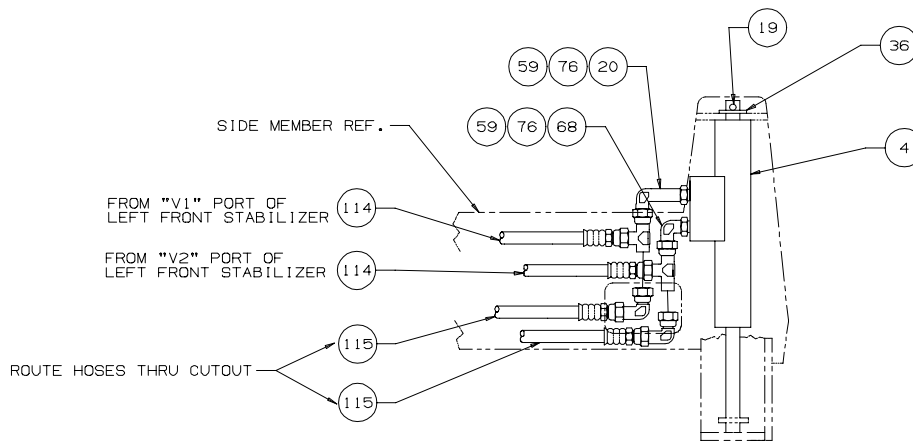 19
36
59 76 20
SIDE MEMBER REF.
59 76 68
4
FROM "V1" PORT OF
LEFT FRONT STABILIZER 114
FROM "V2" PORT OF
LEFT FRONT STABILIZER 114
115
ROUTE HOSES THRU CUTOUT
115